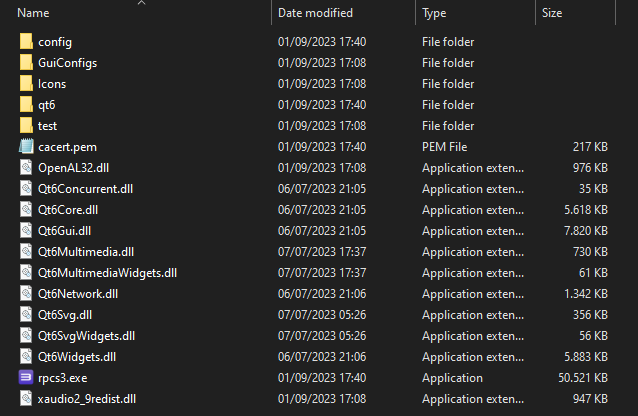 Name Date modified Type Size
config 01/09/2023 17:40 File folder
GuiConfigs 01/09/2023 17:08 File folder
Icons 01/09/2023 17:08 File folder
qt6 01/09/2023 17:40 File folder
test 01/09/2023 17:08 File folder
cacert.pem 01/09/2023 17:40 PEM File 217 KB
OpenAL32.dll 01/09/2023 17:08 Application exten... 976 KB
Qt6Concurrent.dll 06/07/2023 21:05 Application exten... 35 KB
Qt6Core.dll 06/07/2023 21:05 Application exten... 5.618 KB
Qt6Gui.dll 06/07/2023 21:05 Application exten... 7.820 KB
Qt6Multimedia.dll 07/07/2023 17:37 Application exten... 730 KB
Qt6MultimediaWidgets.dll 07/07/2023 17:37 Application exten... 61 KB
Qt6Network.dll 06/07/2023 21:06 Application exten... 1.342 KB
Qt6Svg.dll 07/07/2023 05:26 Application exten... 356 KB
Qt6SvgWidgets.dll 07/07/2023 05:26 Application exten... 56 KB
Qt6Widgets.dll 06/07/2023 21:06 Application exten... 5.883 KB
rpcs3.exe 01/09/2023 17:40 Application 50.521 KB
xaudio2_9redist.dll 01/09/2023 17:08 Application exten... 947 KB